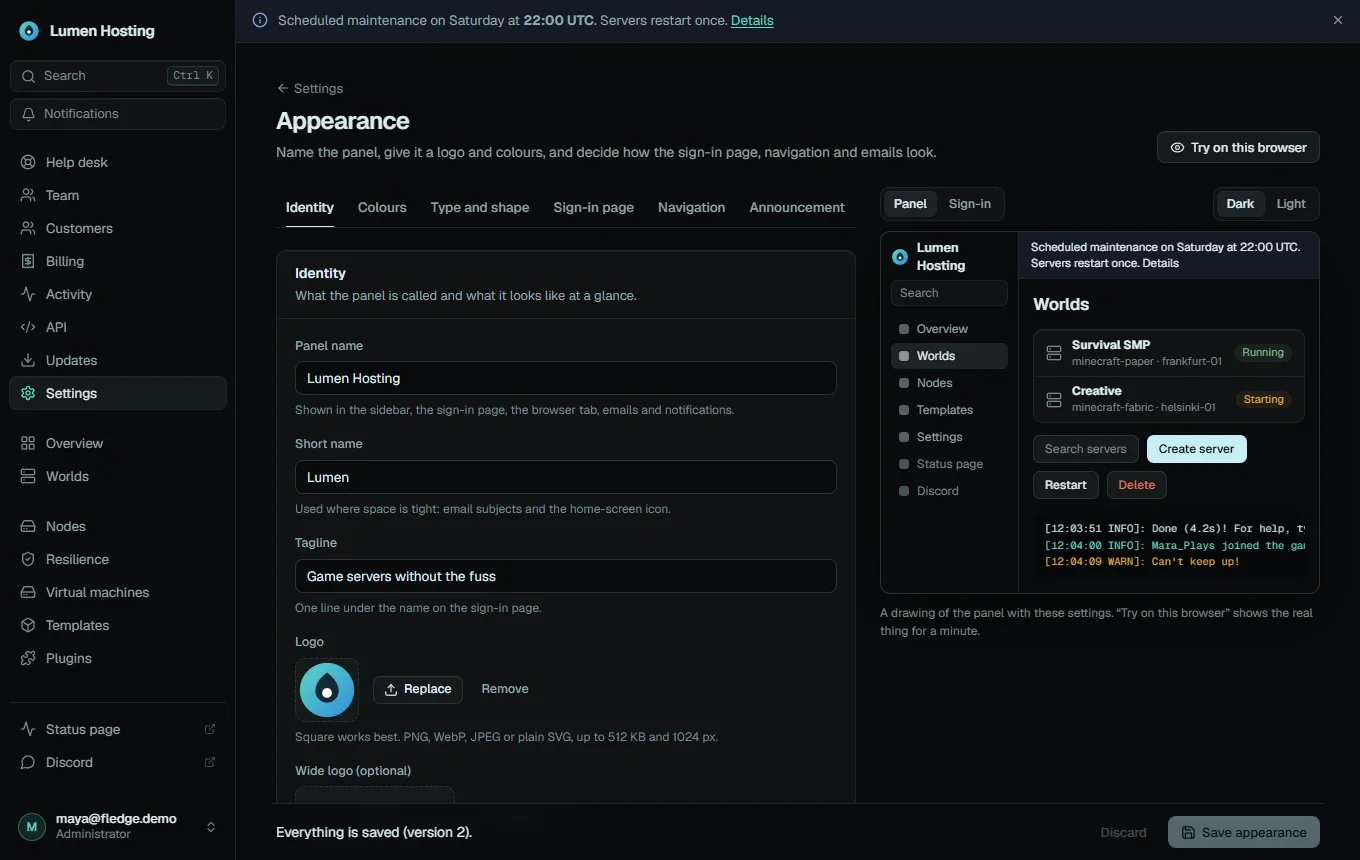 Lumen Hosting
Search
Ctrl K
Notifications
Help desk
Team
Customers
Billing
Activity
API
Updates
Settings
Overview
Worlds
Nodes
Resilience
Virtual machines
Templates
Plugins
Status page
Discord
M
maya@fledge.demo
Administrator
Scheduled maintenance on Saturday at 22:00 UTC. Servers restart once. Details
Settings
Appearance
Name the panel, give it a logo and colours, and decide how the sign-in page, navigation and emails look.
Try on this browser
Identity
Colours
Type and shape
Sign-in page
Navigation
Announcement
Identity
What the panel is called and what it looks like at a glance.
Panel name
Lumen Hosting
Shown in the sidebar, the sign-in page, the browser tab, emails and notifications.
Short name
Lumen
Used where space is tight: email subjects and the home-screen icon.
Tagline
Game servers without the fuss
One line under the name on the sign-in page.
Logo
Replace
Remove
Square works best. PNG, WebP, JPEG or plain SVG, up to 512 KB and 1024 px.
Wide logo (optional)
Panel
Sign-in
Dark
Light
Lumen
Hosting
Search
Overview
Worlds
Nodes
Templates
Settings
Status page
Discord
Scheduled maintenance on Saturday at 22:00 UTC.
Servers restart once. Details
Worlds
Survival SMP
minecraft-paper · frankfurt-01
Running
Creative
minecraft-fabric · helsinki-01
Starting
Search servers
Create server
Restart
Delete
[12:03:51 INFO]: Done (4.2s)! For help,
[12:04:00 INFO]: Mara_Plays joined the
[12:04:09 WARN]: Can't keep up!
A drawing of the panel with these settings. “Try on this browser” shows the real
thing for a minute.
Everything is saved (version 2).
Discard
Save appearance